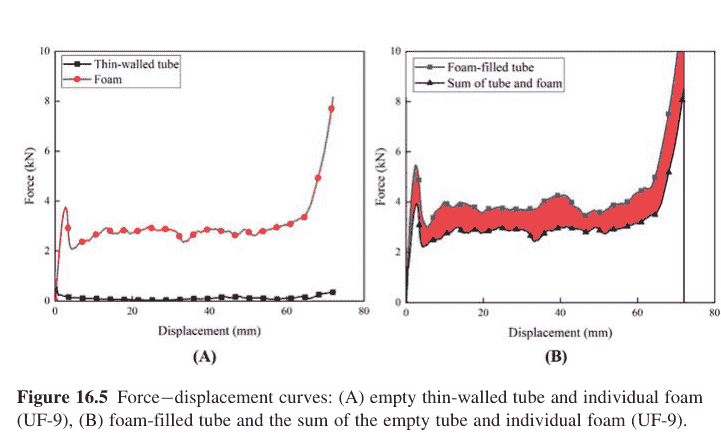 10
8
6
4
2
0
Force (kN)
Thin-walled tube
Foam
0 20 40 60 80
Displacement (mm)
(A)
10
8
6
4
2
0
Force (kN)
Foam-filled tube
Sum of tube and foam
0 20 40 60 80
Displacement (mm)
(B)
Figure 16.5 Force−displacement curves: (A) empty thin-walled tube and individual foam
(UF-9), (B) foam-filled tube and the sum of the empty tube and individual foam (UF-9).